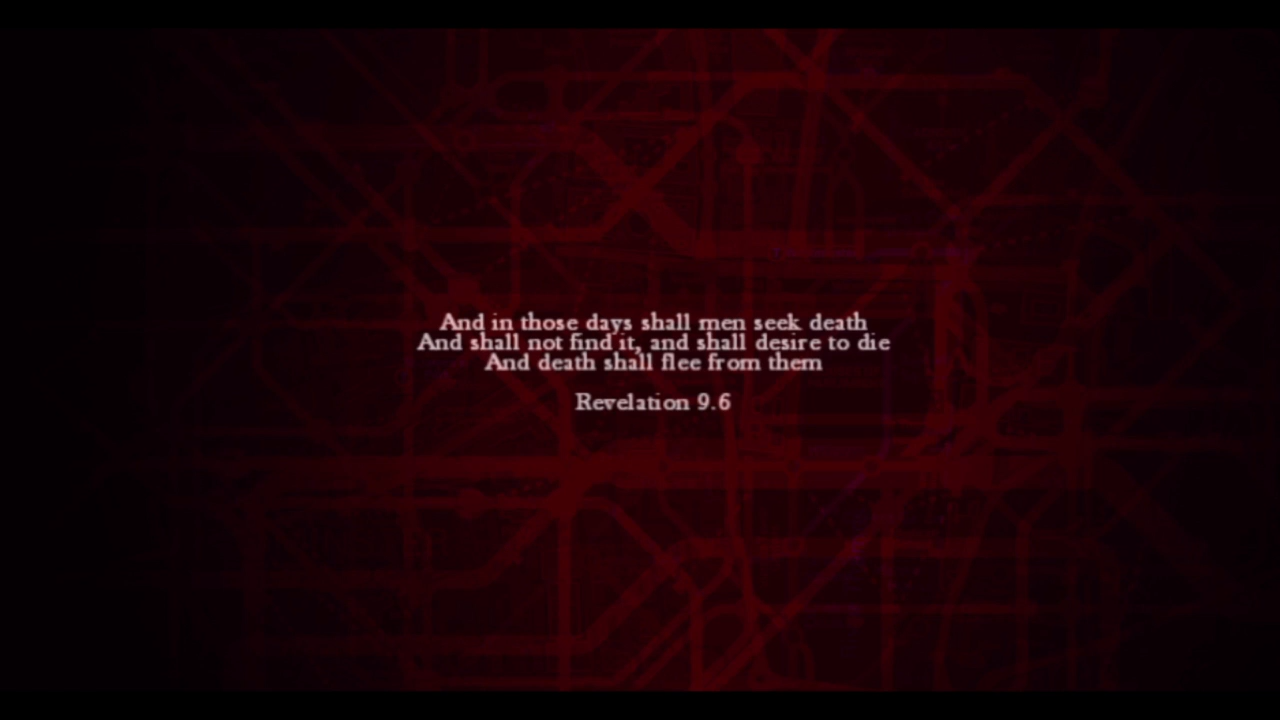 And in those days shall men seek death
And shall not find it, and shall desire to die
And death shall flee from them
Revelation 9.6